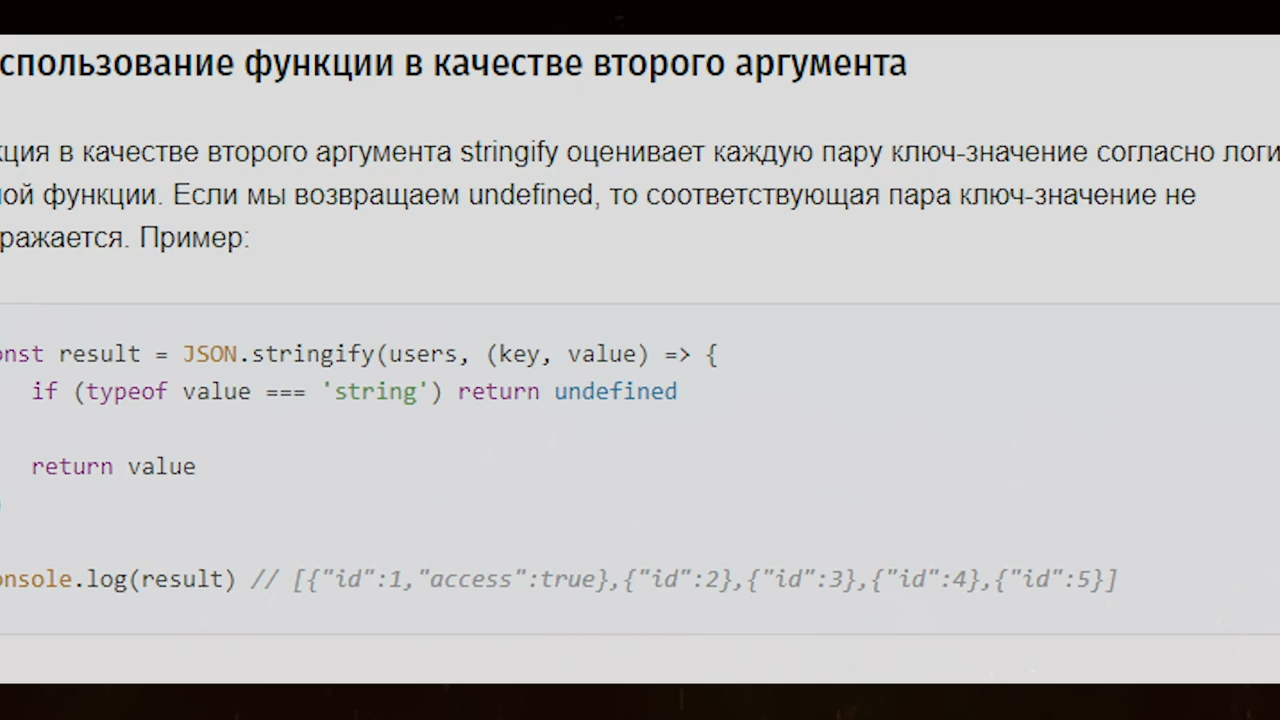 спользование функции в качестве второго аргумента
кция в качестве второго аргумента stringify оценивает каждую пару ключ-значение согласно логи
ной функции. Если мы возвращаем undefined, то соответствующая пара ключ-значение не
ражается. Пример:
onst result = JSON.stringify(users, (key, value) => {
if (typeof value === 'string') return undefined
return value
)
onsole.log(result) // [{"id":1,"access":true},{"id":2},{"id":3},{"id":4},{"id":5}]